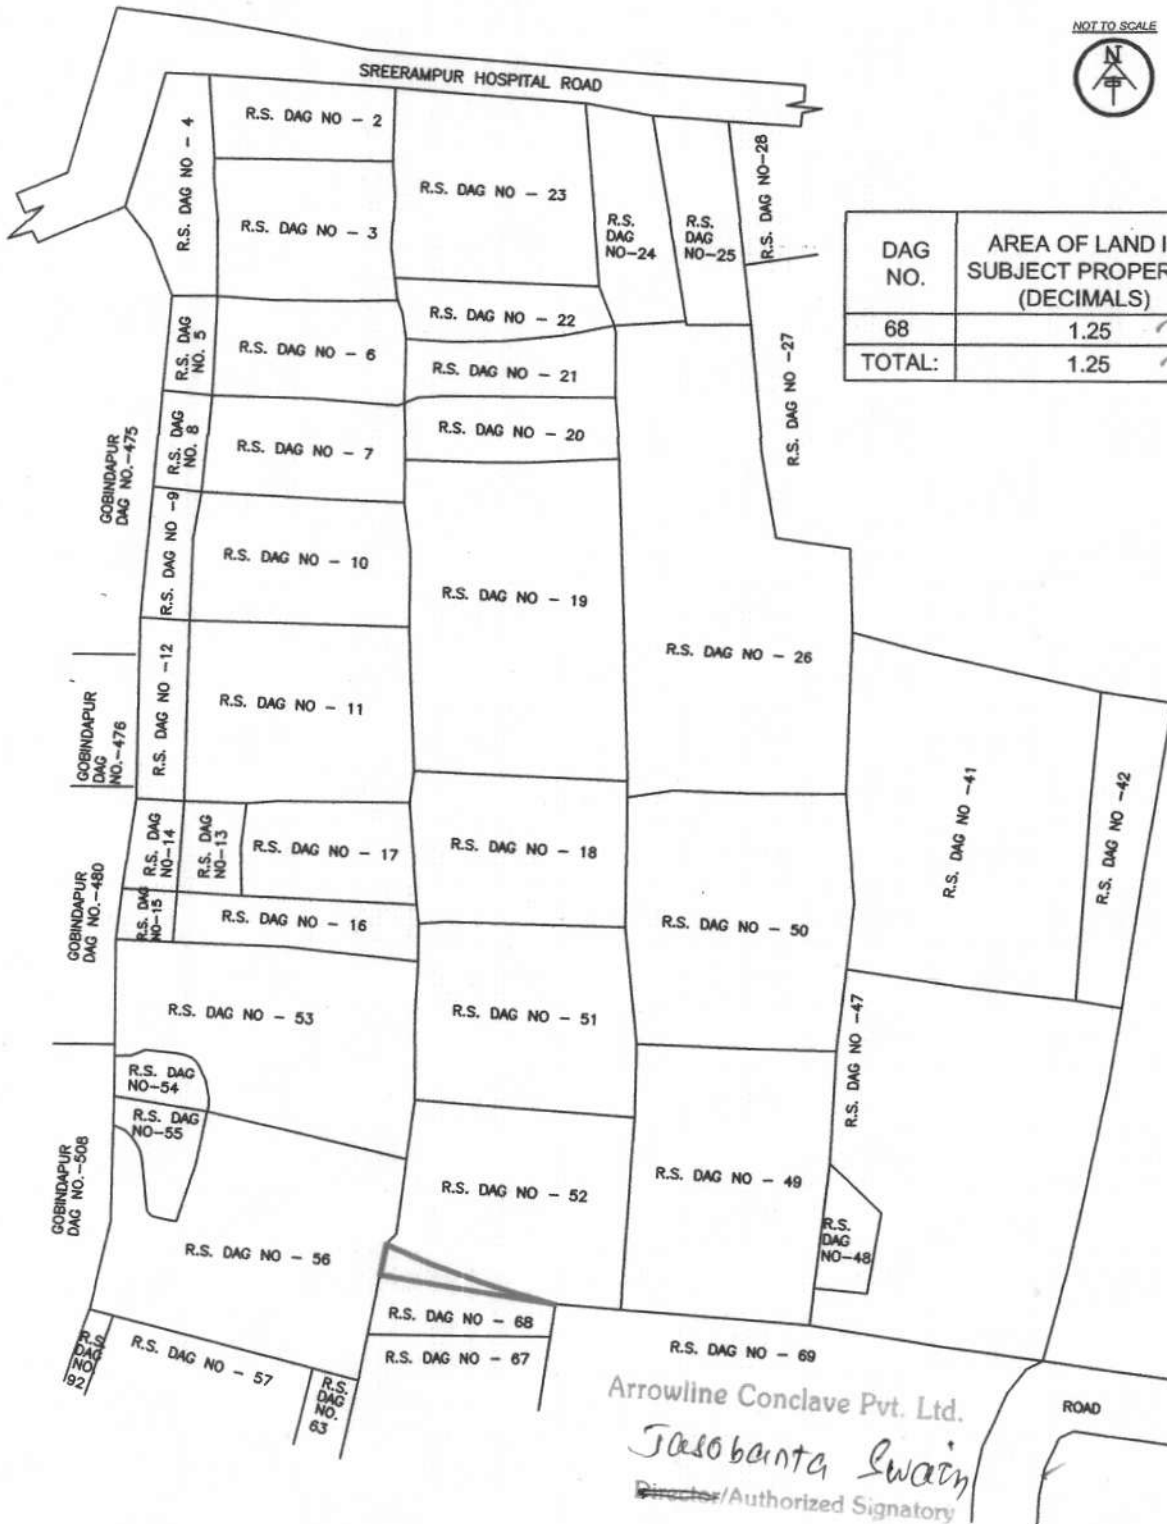 NOT TO SCALE
N
SREERAMPUR HOSPITAL ROAD
R.S. DAG NO - 4
R.S. DAG NO - 2
R.S. DAG NO - 3
R.S. DAG NO - 23
R.S.
DAG
NO-24
R.S.
DAG
NO-25
R.S. DAG NO-28
DAG
NO.
AREA OF LAND I
SUBJECT PROPER
(DECIMALS)
68
1.25
TOTAL:
1.25
R.S. DAG
NO. 5
R.S. DAG NO - 6
R.S. DAG NO - 22
R.S. DAG NO - 21
R.S. DAG NO -27
GOBINDAPUR
DAG NO.-475
R.S. DAG
NO. 8
R.S. DAG NO - 7
R.S. DAG NO - 20
R.S. DAG NO -9
R.S. DAG NO - 10
R.S. DAG NO - 19
R.S. DAG NO - 26
GOBINDAPUR
DAG
NO.-476
R.S. DAG NO -12
R.S. DAG NO - 11
R.S. DAG NO -41
R.S. DAG NO -42
GOBINDAPUR
DAG NO.-480
R.S. DAG
NO-14
R.S. DAG
NO-13
R.S. DAG NO - 17
R.S. DAG NO - 18
R.S. DAG
NO-15
R.S. DAG NO - 16
R.S. DAG NO - 50
R.S. DAG NO - 53
R.S. DAG NO - 51
R.S. DAG NO -47
R.S. DAG
NO-54
R.S. DAG
NO-55
GOBINDAPUR
DAG NO.-508
R.S. DAG NO - 52
R.S. DAG NO - 49
R.S.
DAG
NO-48
R.S. DAG NO - 56
R.S. DAG NO - 68
R.S. DAG NO - 67
R.S. DAG NO - 69
R.S.
DAG
NO.
92
R.S. DAG NO - 57
R.S.
DAG
NO.
63
ROAD
Arrowline Conclave Pvt. Ltd.
Jasobanta Swain
Director/Authorized Signatory